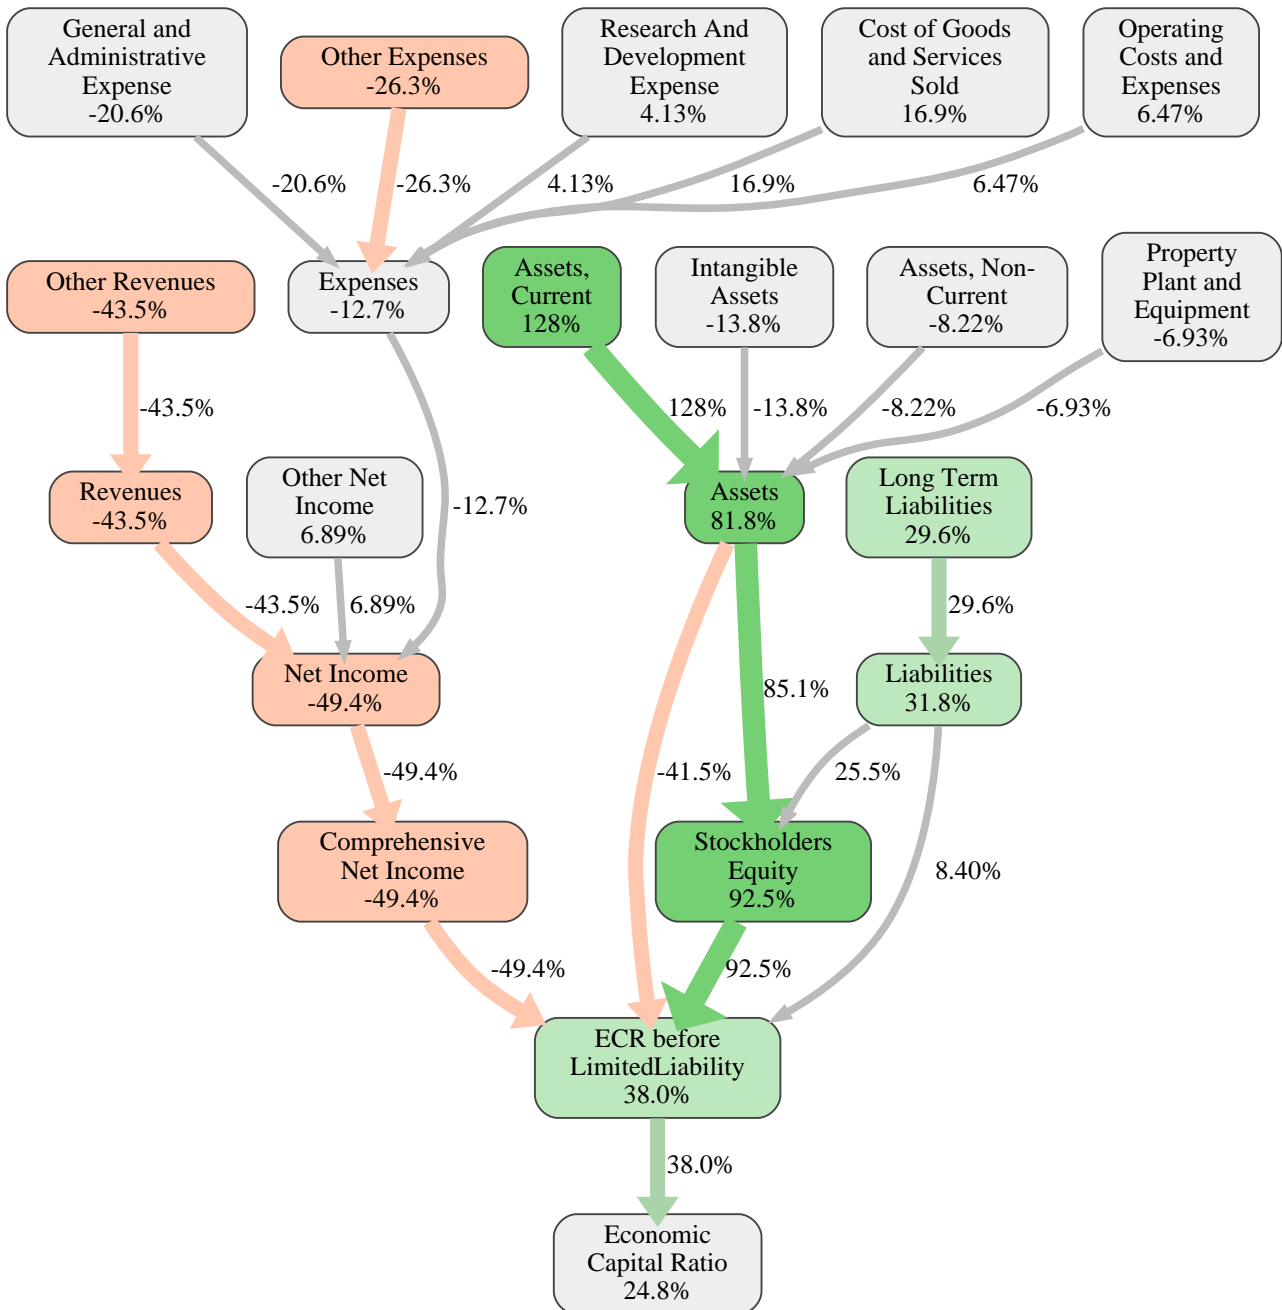 General and
Administrative
Expense
-20.6%
Other Expenses
-26.3%
Research And
Development
Expense
4.13%
Cost of Goods
and Services
Sold
16.9%
Operating
Costs and
Expenses
6.47%
-20.6%
-26.3%
4.13%
16.9%
6.47%
Other Revenues
-43.5%
Expenses
-12.7%
Assets,
Current
128%
Intangible
Assets
-13.8%
Assets, Non-
Current
-8.22%
Property
Plant and
Equipment
-6.93%
-43.5%
128%
-13.8%
-8.22%
-6.93%
Revenues
-43.5%
Other Net
Income
6.89%
-12.7%
Assets
81.8%
Long Term
Liabilities
29.6%
-43.5%
6.89%
29.6%
Net Income
-49.4%
85.1%
Liabilities
31.8%
-49.4%
-41.5%
25.5%
Comprehensive
Net Income
-49.4%
Stockholders
Equity
92.5%
8.40%
-49.4%
92.5%
ECR before
LimitedLiability
38.0%
38.0%
Economic
Capital Ratio
24.8%